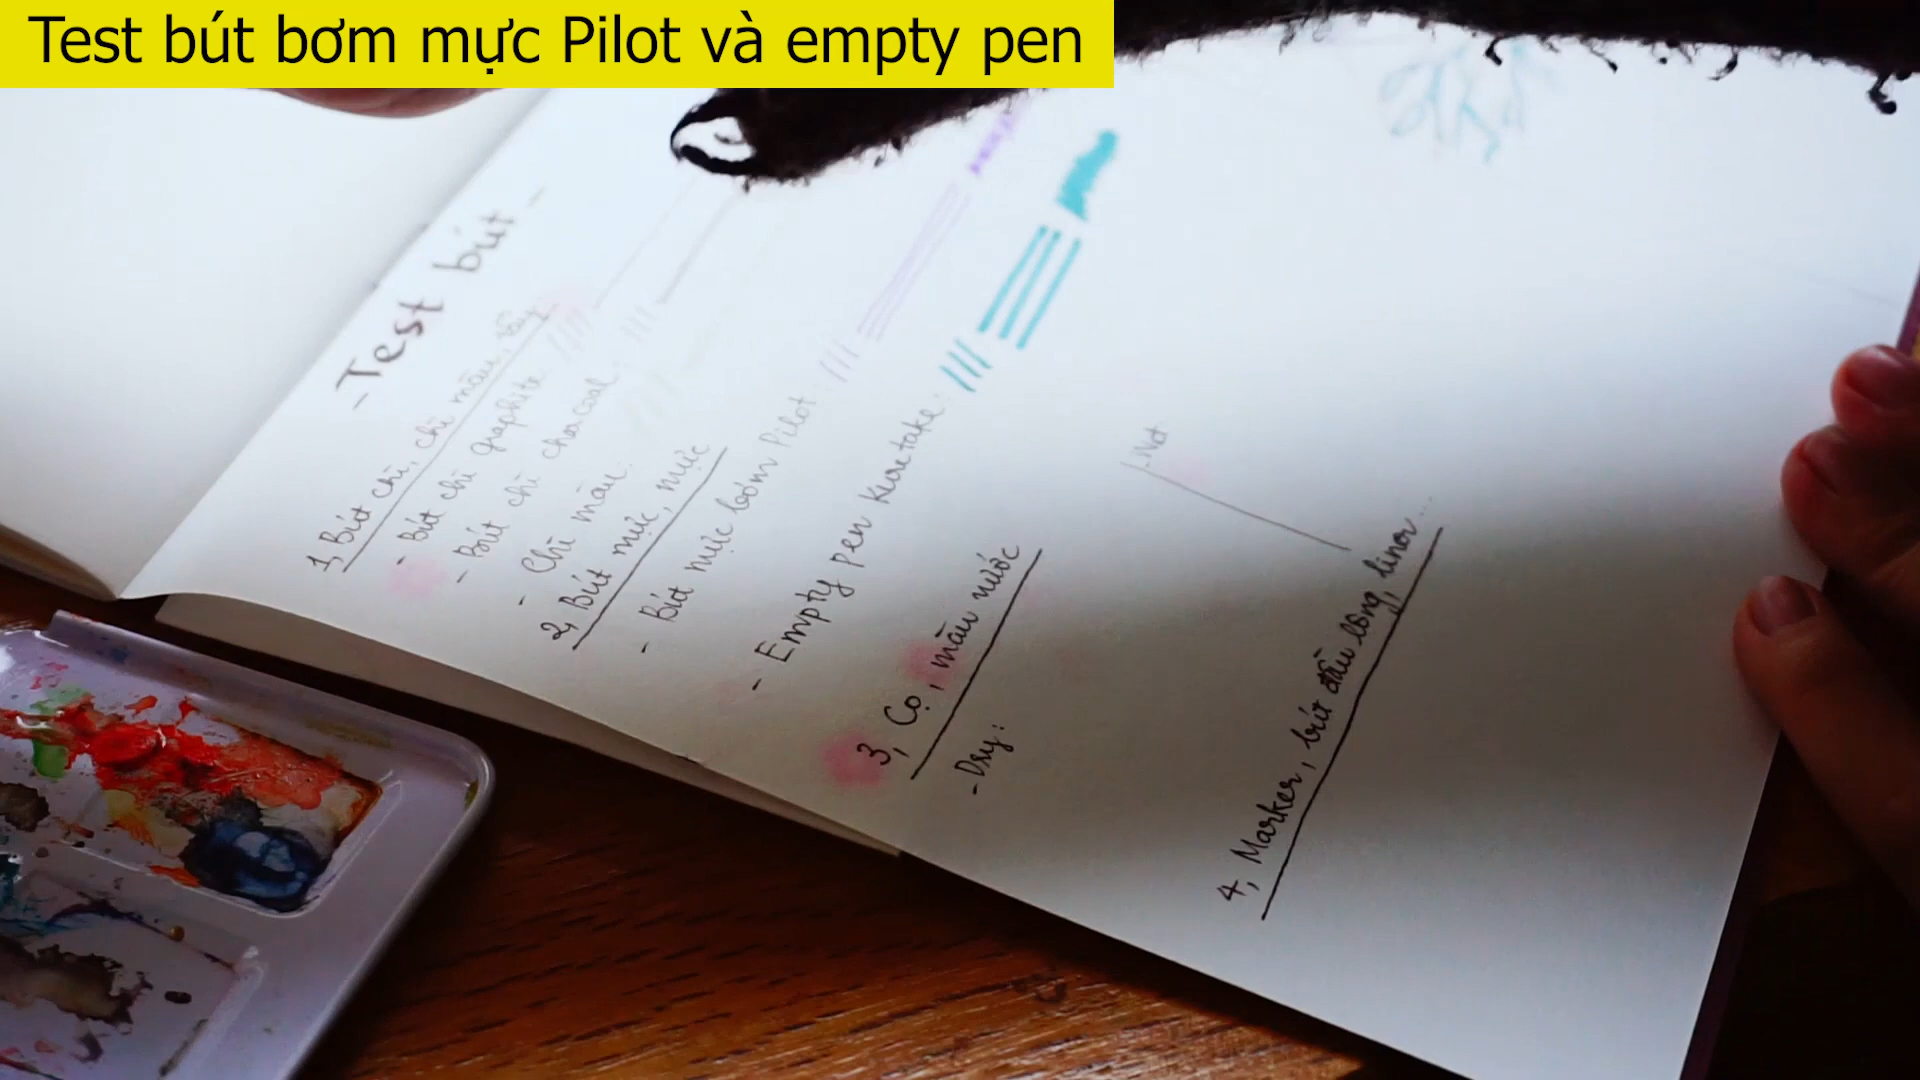 Test bút bơm mực Pilot và empty pen
- Test bút -
1, Bút chì, chì màu, tẩy
- Bút chì graphite:
- Bút chì charcoal:
- Chì màu:
2, Bút mực, mực
- Bút mực bơm Pilot:
- Empty pen Kuretake:
3, Cọ, màu nước
- Dry:
- Wet
4, Marker, bút đầu lông, liner...